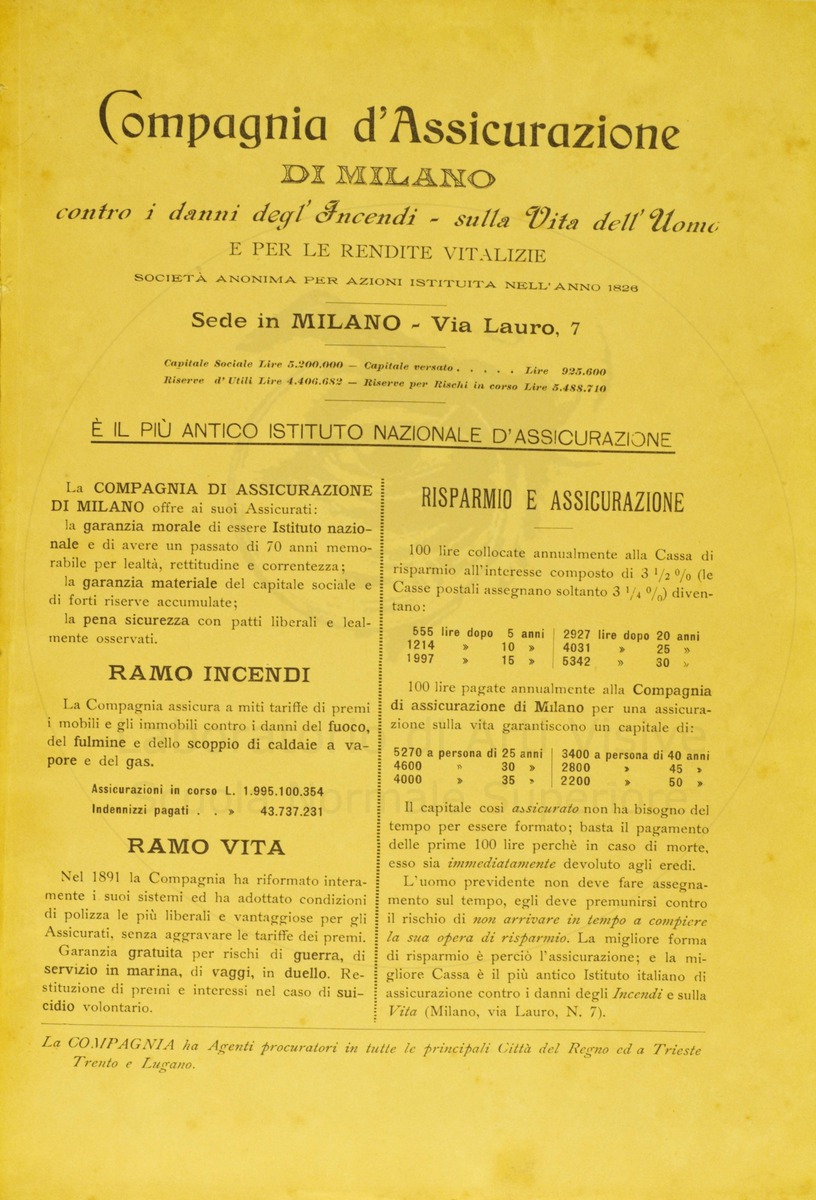 Compagnia d'Assicurazione
DI MILANO
contro i danni degl'Incendi - sulla Vita dell'Uomo
E PER LE RENDITE VITALIZIE
SOCIETÀ ANONIMA PER AZIONI ISTITUITA NELL'ANNO 1826
Sede in MILANO - Via Lauro, 7
Capitale Sociale Lire 5.200.000 — Capitale versato . . . . . Lire 925.600
Riserve d'Utili Lire 4.406.682 — Riserve per Rischi in corso Lire 5.488.710
È IL PIÙ ANTICO ISTITUTO NAZIONALE D'ASSICURAZIONE
La COMPAGNIA DI ASSICURAZIONE
DI MILANO offre ai suoi Assicurati:
la garanzia morale di essere Istituto nazio-
nale e di avere un passato di 70 anni memo-
rabile per lealtà, rettitudine e correntezza;
la garanzia materiale del capitale sociale e
di forti riserve accumulate;
la pena sicurezza con patti liberali e leal-
mente osservati.
RAMO INCENDI
La Compagnia assicura a miti tariffe di premi
i mobili e gli immobili contro i danni del fuoco,
del fulmine e dello scoppio di caldaie a va-
pore e del gas.
Assicurazioni in corso L. 1.995.100.354
Indennizzi pagati . . » 43.737.231
RAMO VITA
Nel 1891 la Compagnia ha riformato intera-
mente i suoi sistemi ed ha adottato condizioni
di polizza le più liberali e vantaggiose per gli
Assicurati, senza aggravare le tariffe dei premi.
Garanzia gratuita per rischi di guerra, di
servizio in marina, di vaggi, in duello. Re-
stituzione di premi e interessi nel caso di sui-
cidio volontario.
RISPARMIO E ASSICURAZIONE
100 lire collocate annualmente alla Cassa di
risparmio all'interesse composto di 3 1/2 % (le
Casse postali assegnano soltanto 3 1/4 %) diven-
tano:
555 lire dopo 5 anni | 2927 lire dopo 20 anni
1214 » 10 » | 4031 » 25 »
1997 » 15 » | 5342 » 30 »
100 lire pagate annualmente alla Compagnia
di assicurazione di Milano per una assicura-
zione sulla vita garantiscono un capitale di:
5270 a persona di 25 anni | 3400 a persona di 40 anni
4600 » 30 » | 2800 » 45 »
4000 » 35 » | 2200 » 50 »
Il capitale così assicurato non ha bisogno del
tempo per essere formato; basta il pagamento
delle prime 100 lire perchè in caso di morte,
esso sia immediatamente devoluto agli eredi.
L'uomo previdente non deve fare assegna-
mento sul tempo, egli deve premunirsi contro
il rischio di non arrivare in tempo a compiere
la sua opera di risparmio. La migliore forma
di risparmio è perciò l'assicurazione; e la mi-
gliore Cassa è il più antico Istituto italiano di
assicurazione contro i danni degli Incendi e sulla
Vita (Milano, via Lauro, N. 7).
La COMPAGNIA ha Agenti procuratori in tutte le principali Città del Regno ed a Trieste
Trento e Lugano.